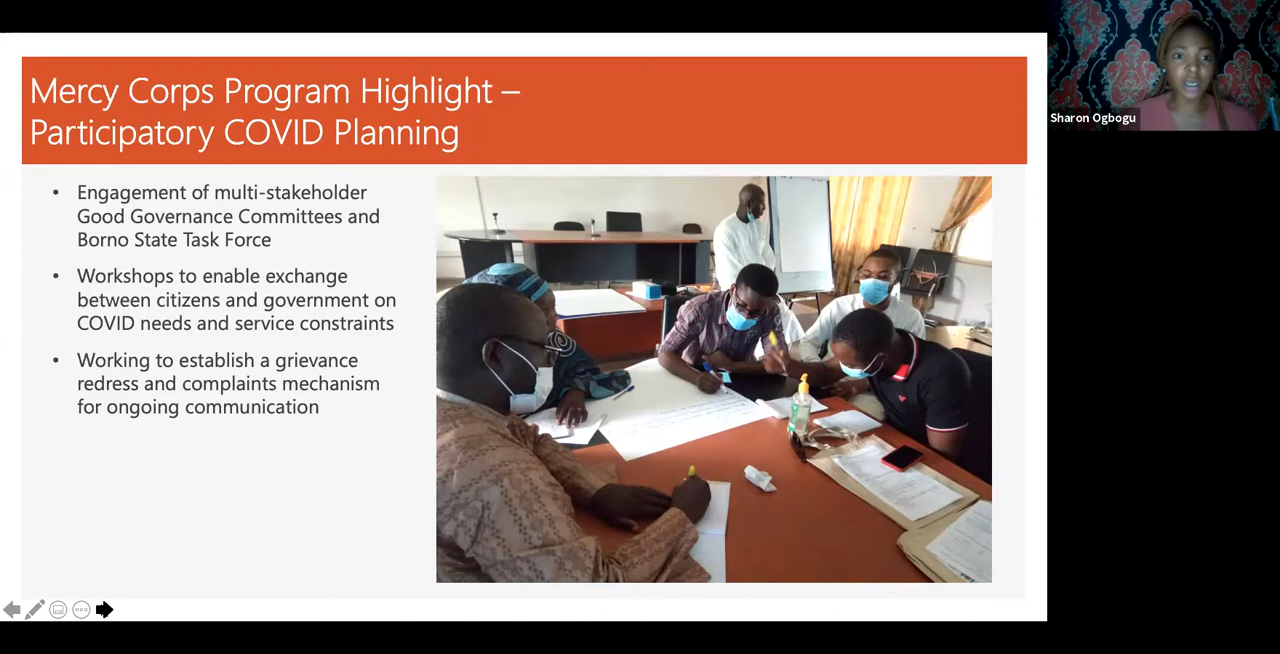 Mercy Corps Program Highlight –
Participatory COVID Planning
• Engagement of multi-stakeholder
Good Governance Committees and
Borno State Task Force
• Workshops to enable exchange
between citizens and government on
COVID needs and service constraints
• Working to establish a grievance
redress and complaints mechanism
for ongoing communication
Sharon Ogbogu